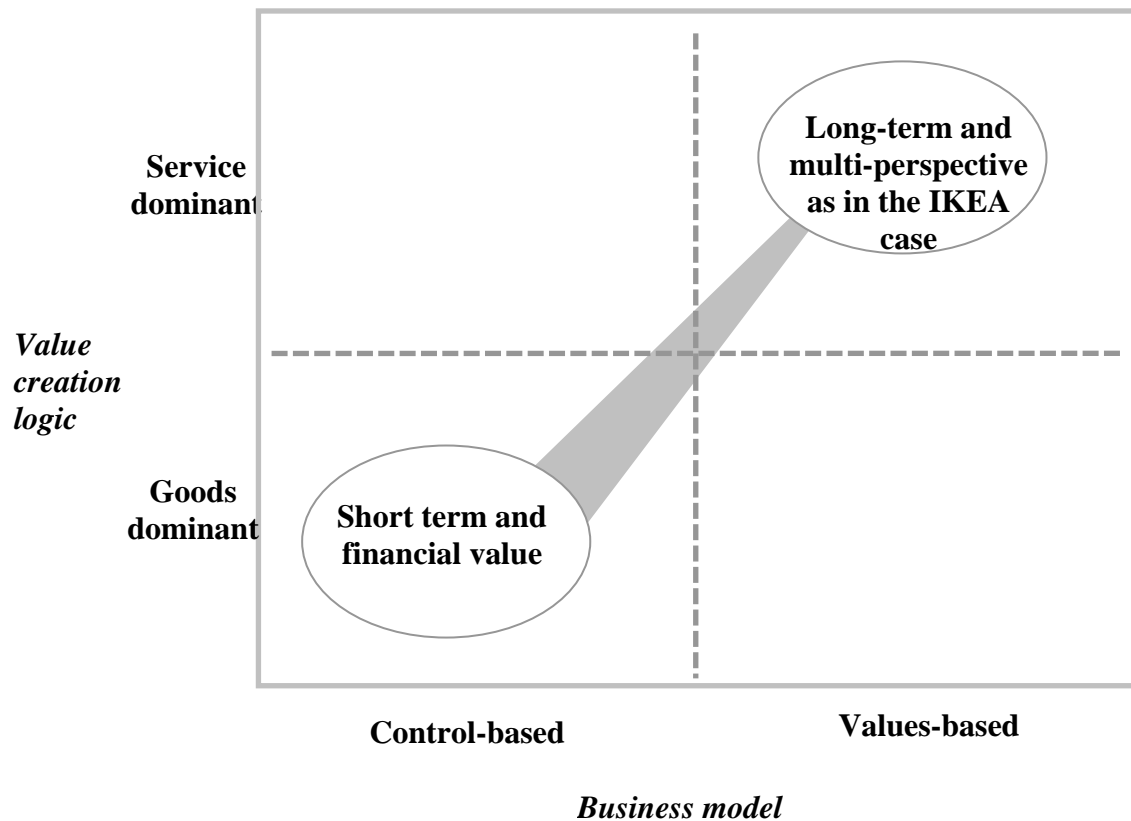 Long-term and
multi-perspective
as in the IKEA
case
Service
dominant
Value
creation
logic
Goods
dominant
Short term and
financial value
Control-based
Values-based
Business model